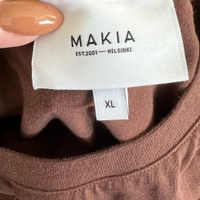 MAKIA
EST.2001 — HELSINKI
XL